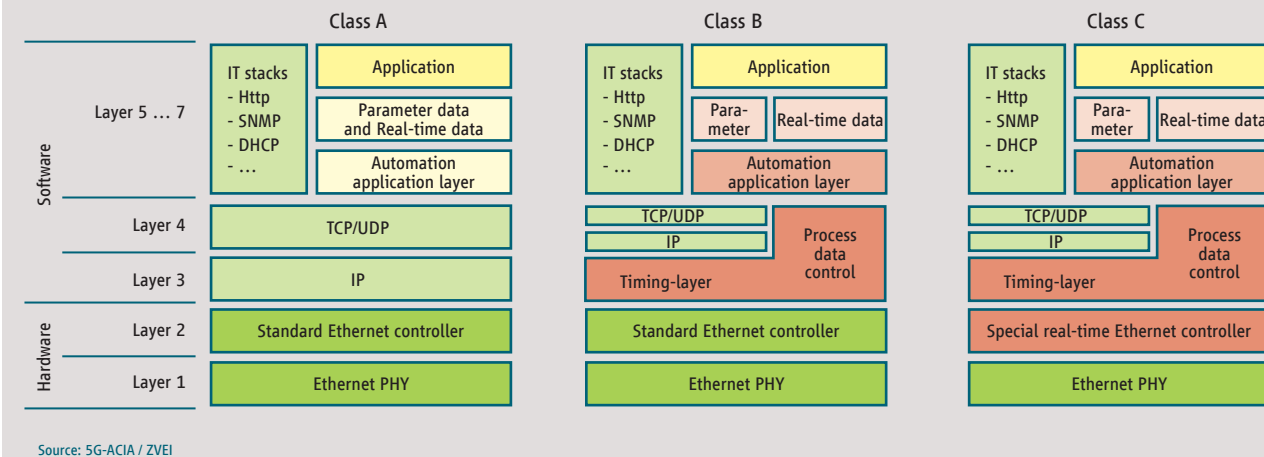 Class A
Class B
Class C
Software
Hardware
Layer 5 … 7
Layer 4
Layer 3
Layer 2
Layer 1
IT stacks
- Http
- SNMP
- DHCP
- …
Application
Parameter data
and Real-time data
Automation
application layer
TCP/UDP
IP
Standard Ethernet controller
Ethernet PHY
IT stacks
- Http
- SNMP
- DHCP
- …
Application
Para-
meter
Real-time data
Automation
application layer
TCP/UDP
IP
Process
data
control
Timing-layer
Standard Ethernet controller
Ethernet PHY
IT stacks
- Http
- SNMP
- DHCP
- …
Application
Para-
meter
Real-time data
Automation
application layer
TCP/UDP
IP
Process
data
control
Timing-layer
Special real-time Ethernet controller
Ethernet PHY
Source: 5G-ACIA / ZVEI